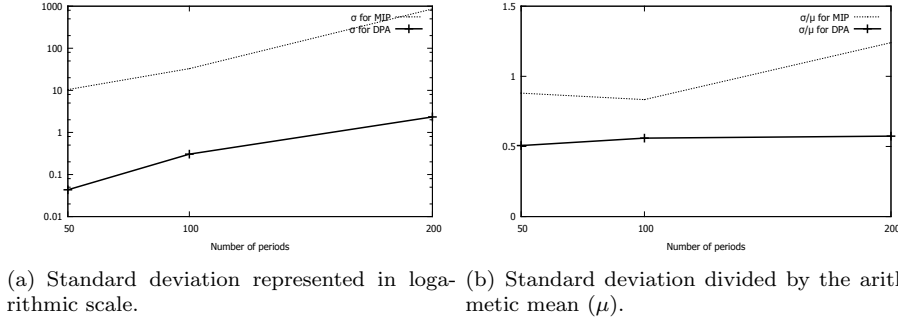 σ for MIP
σ for DPA
1000
100
10
1
0.1
0.01
50
100
200
Number of periods
σ/μ for MIP
σ/μ for DPA
1.5
1
0.5
0
50
100
200
Number of periods
(a) Standard deviation represented in loga-
rithmic scale.
(b) Standard deviation divided by the arith
metic mean (μ).